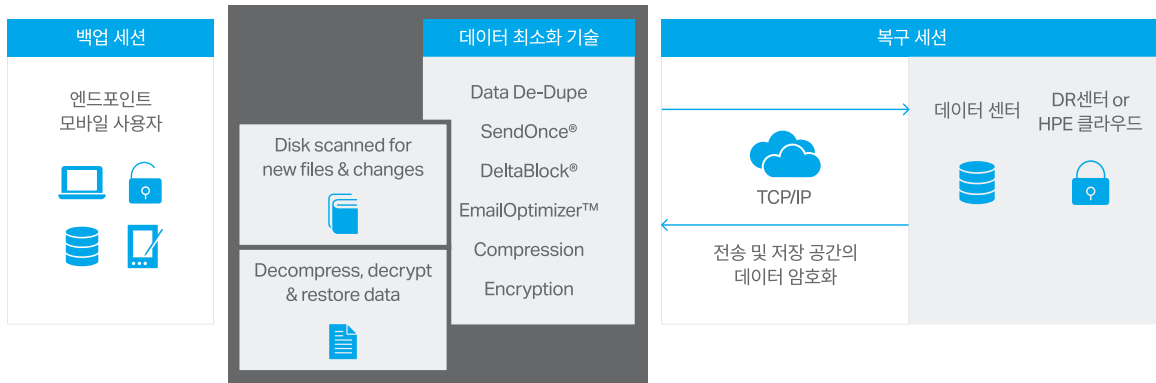 백업 세션
엔드포인트
모바일 사용자
Disk scanned for
new files & changes
Decompress, decrypt
& restore data
데이터 최소화 기술
Data De-Dupe
SendOnce®
DeltaBlock®
EmailOptimizer™
Compression
Encryption
복구 세션
TCP/IP
전송 및 저장 공간의
데이터 암호화
데이터 센터
DR센터 or
HPE 클라우드